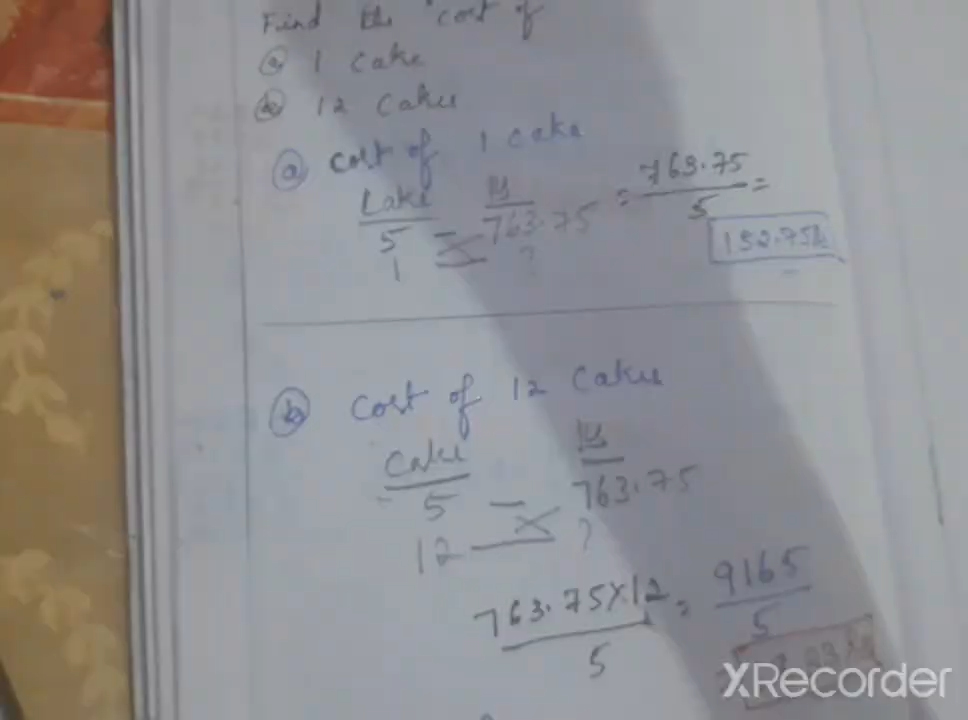 Find the cost of
(a) 1 cake
(b) 12 cakes
(a) cost of 1 cake
Cake
5 - 763.75 = 763.75 / 5 =
1 ?
152.75
(b) cost of 12 cakes
Cake
5 - 763.75
12 ?
763.75 x 12 / 5 = 9165 / 5
XRecorder